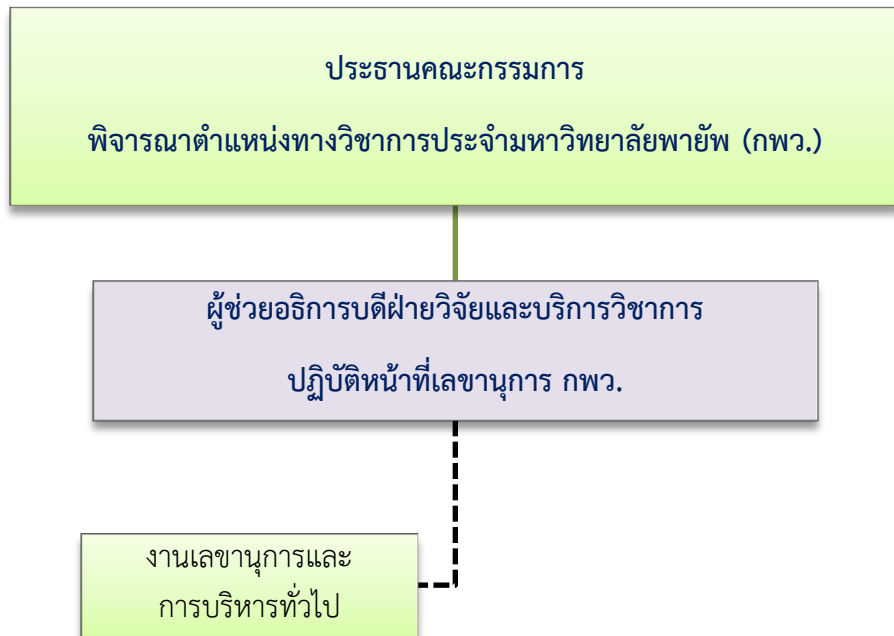 ประธานคณะกรรมการ
พิจารณาตำแหน่งทางวิชาการประจำมหาวิทยาลัยพายัพ (กพว.)
ผู้ช่วยอธิการบดีฝ่ายวิจัยและบริการวิชาการ
ปฏิบัติหน้าที่เลขานุการ กพว.
งานเลขานุการและ
การบริหารทั่วไป